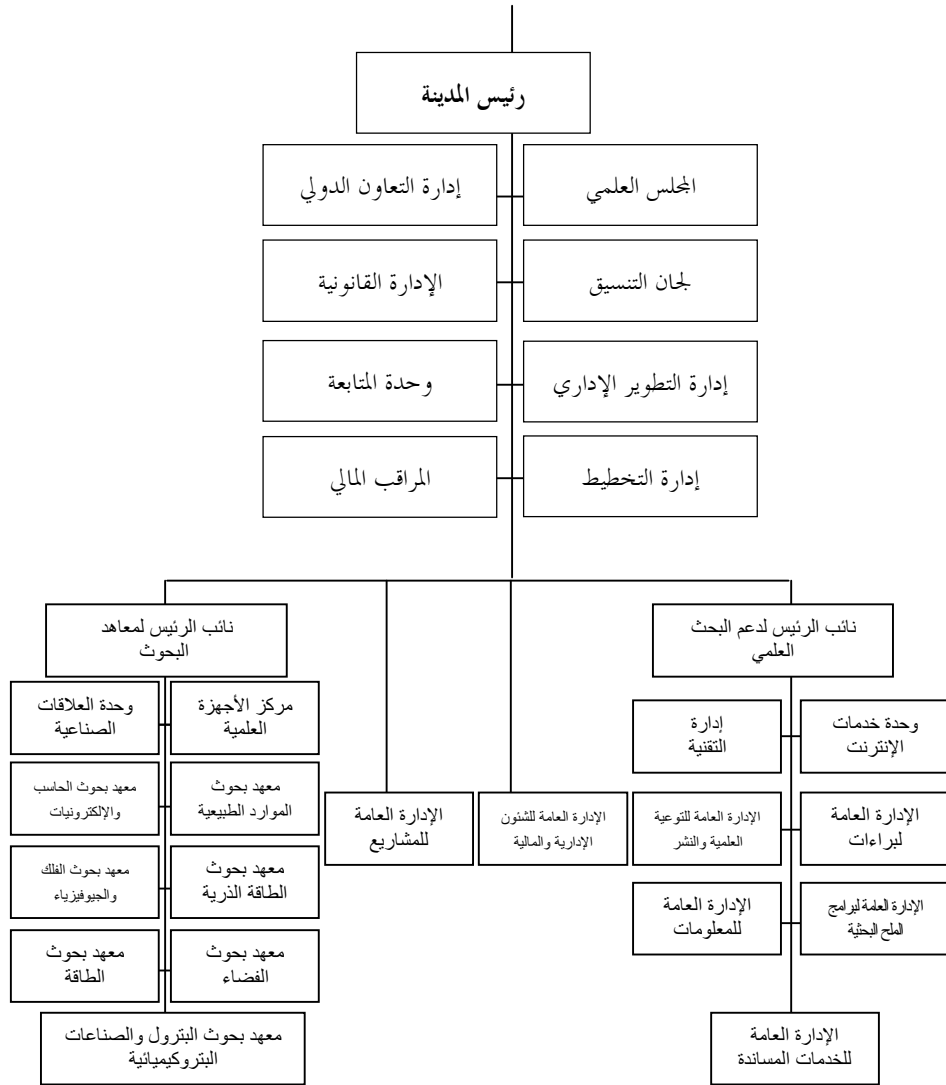 رئيس المدينة
المجلس العلمي
إدارة التعاون الدولي
لجان التنسيق
الإدارة القانونية
إدارة التطوير الإداري
وحدة المتابعة
إدارة التخطيط
المراقب المالي
نائب الرئيس لدعم البحث
العلمي
نائب الرئيس لمعاهد
البحوث
وحدة خدمات
الإنترنت
إدارة
التقنية
مركز الأجهزة
العلمية
وحدة العلاقات
الصناعية
الإدارة العامة
لبراءات
الإدارة العامة للتوعية
العلمية والنشر
الإدارة العامة للشئون
الإدارية والمالية
الإدارة العامة
للمشاريع
معهد بحوث
الموارد الطبيعية
معهد بحوث الحاسب
والإلكترونيات
الإدارة العامة لبرامج
الملح البحثية
الإدارة العامة
للمعلومات
معهد بحوث
الطاقة الذرية
معهد بحوث الفلك
والجيوفيزياء
معهد بحوث
الفضاء
معهد بحوث
الطاقة
الإدارة العامة
للخدمات المساندة
معهد بحوث البترول والصناعات
البتروكيميائية